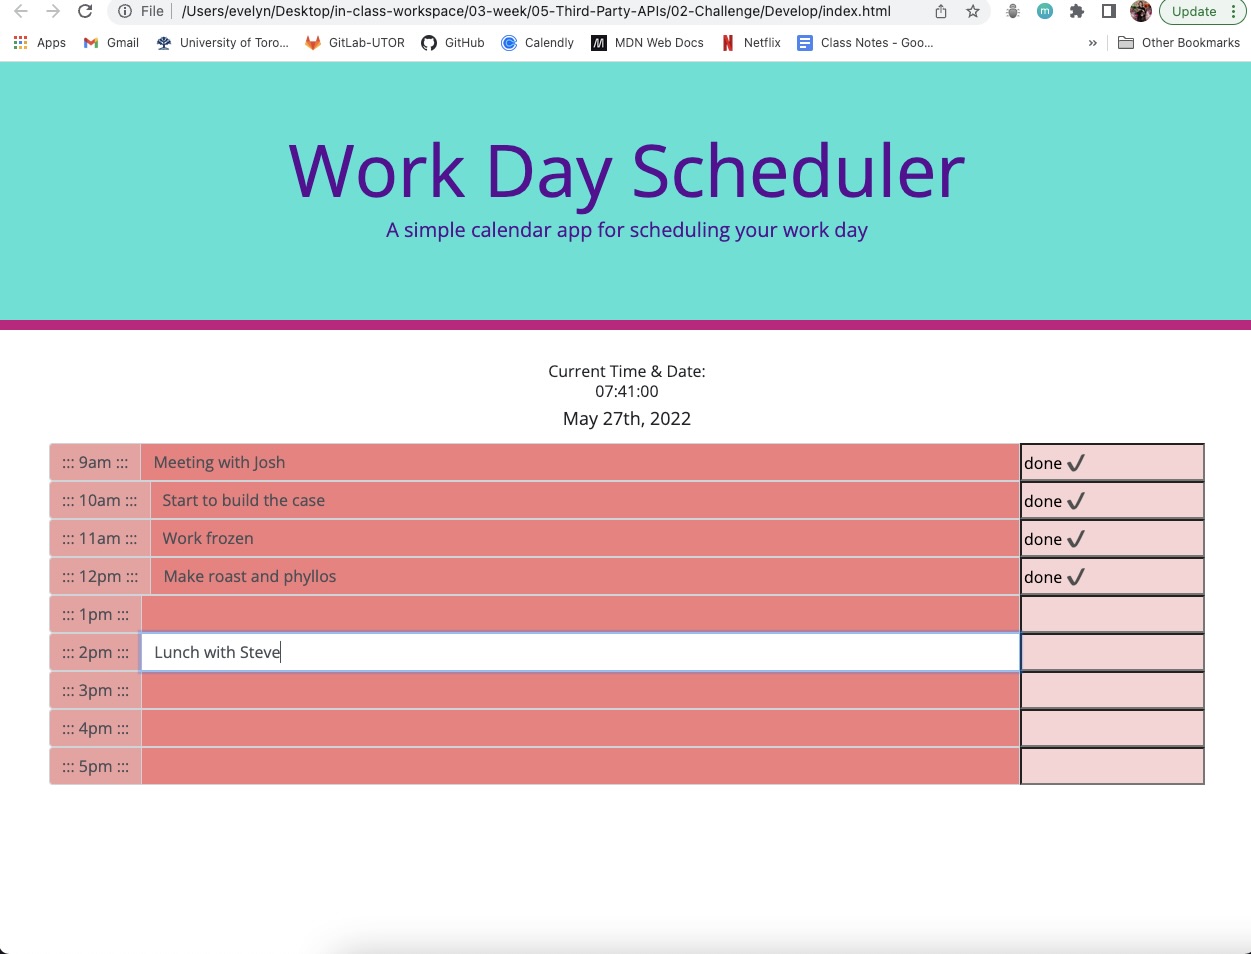 File /Users/evelyn/Desktop/in-class-workspace/03-week/05-Third-Party-APIs/02-Challenge/Develop/index.html m Update
Apps Gmail University of Toro... GitLab-UTOR GitHub Calendly MDN Web Docs Netflix Class Notes - Goo... » Other Bookmarks
Work Day Scheduler
A simple calendar app for scheduling your work day
Current Time & Date:
07:41:00
May 27th, 2022
::: 9am ::: Meeting with Josh done ✔
::: 10am ::: Start to build the case done ✔
::: 11am ::: Work frozen done ✔
::: 12pm ::: Make roast and phyllos done ✔
::: 1pm :::
::: 2pm ::: Lunch with Steve
::: 3pm :::
::: 4pm :::
::: 5pm :::